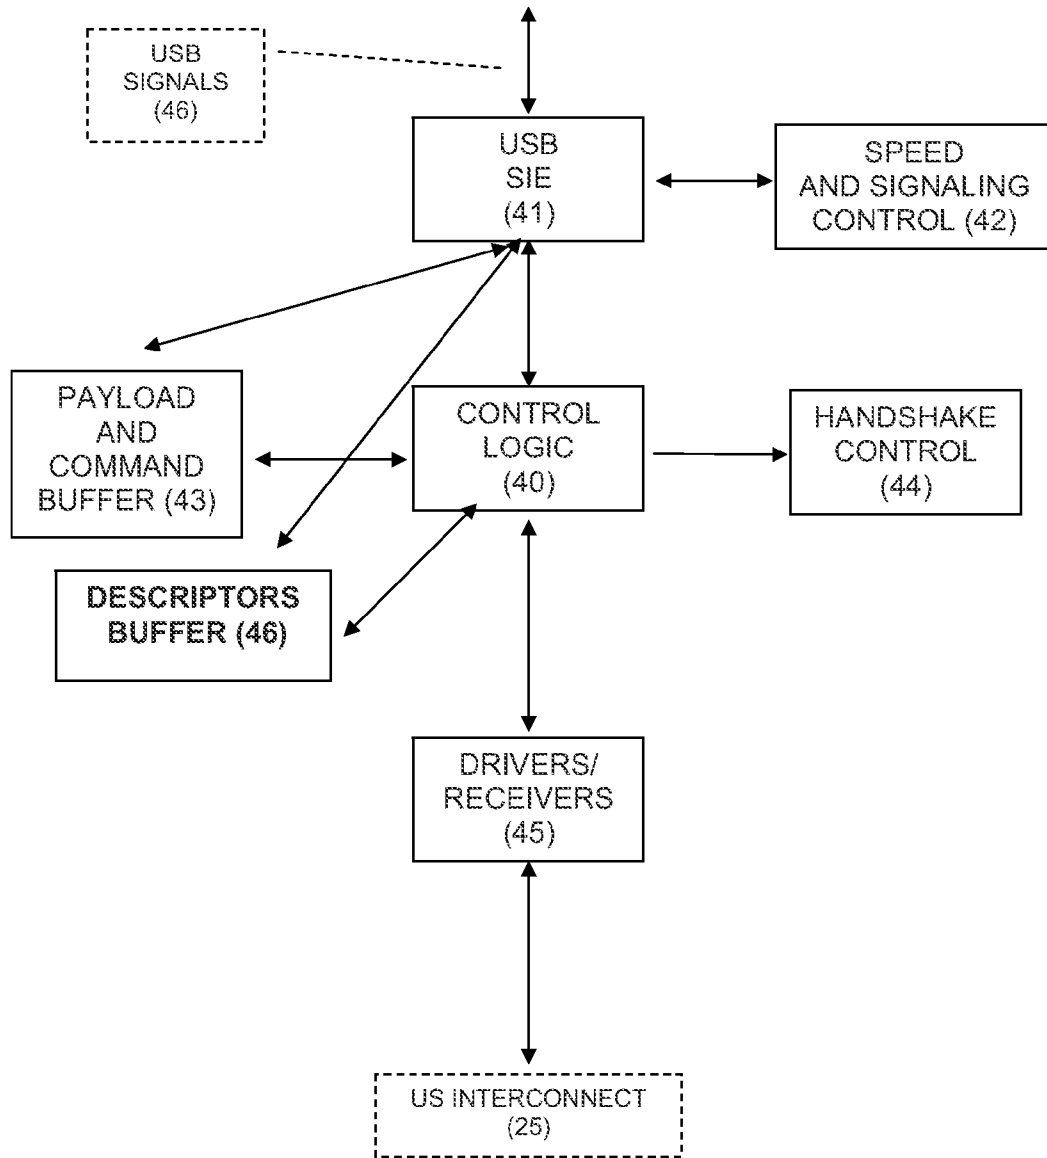 USB
SIGNALS
(46)
USB
SIE
(41)
SPEED
AND SIGNALING
CONTROL (42)
PAYLOAD
AND
COMMAND
BUFFER (43)
CONTROL
LOGIC
(40)
HANDSHAKE
CONTROL
(44)
DESCRIPTORS
BUFFER (46)
DRIVERS/
RECEIVERS
(45)
US INTERCONNECT
(25)